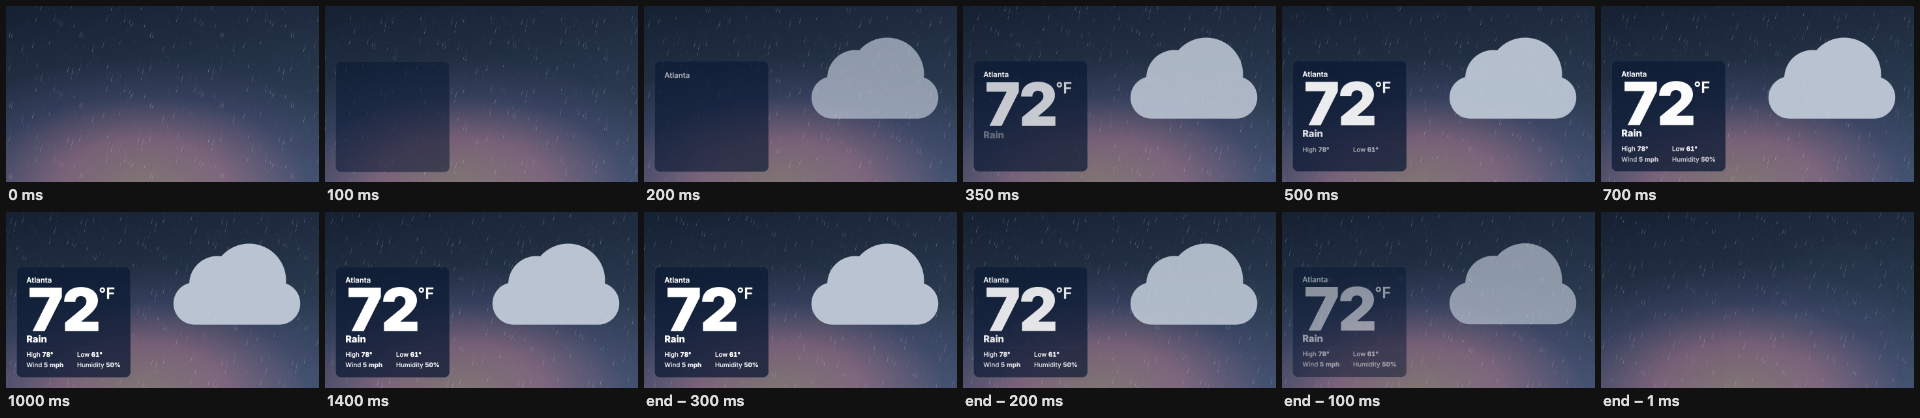 0 ms
100 ms
Atlanta
200 ms
Atlanta
72°F
Rain
350 ms
Atlanta
72°F
Rain
High 78° Low 61°
500 ms
Atlanta
72°F
Rain
High 78° Low 61°
Wind 5 mph Humidity 50%
700 ms
Atlanta
72°F
Rain
High 78° Low 61°
Wind 5 mph Humidity 50%
1000 ms
Atlanta
72°F
Rain
High 78° Low 61°
Wind 5 mph Humidity 50%
1400 ms
Atlanta
72°F
Rain
High 78° Low 61°
Wind 5 mph Humidity 50%
end – 300 ms
Atlanta
72°F
Rain
High 78° Low 61°
Wind 5 mph Humidity 50%
end – 200 ms
Atlanta
72°F
Rain
High 78° Low 61°
Wind 5 mph Humidity 50%
end – 100 ms
end – 1 ms